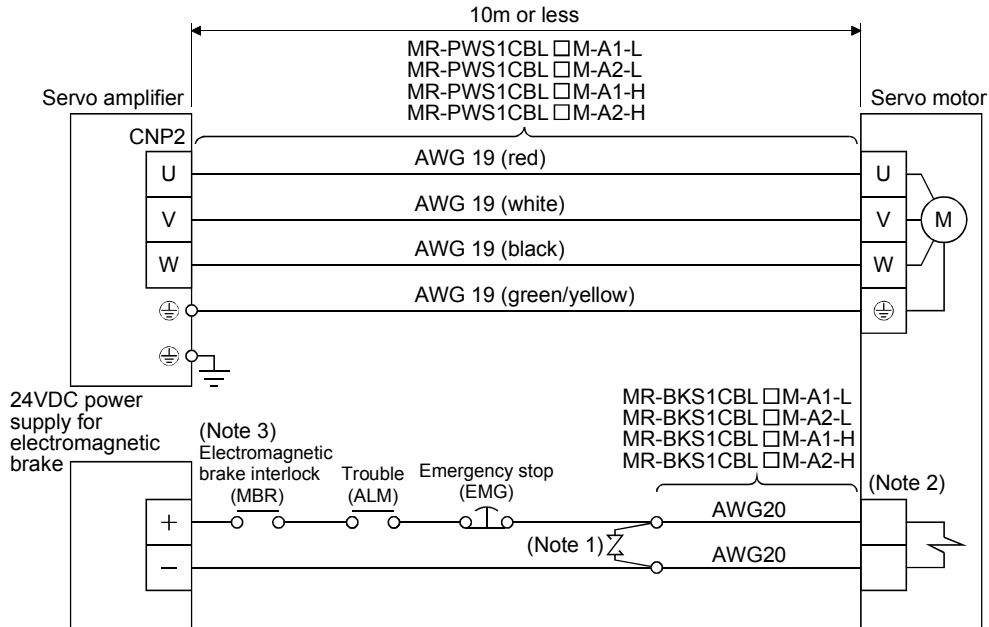 10m or less
MR-PWS1CBL □M-A1-L
MR-PWS1CBL □M-A2-L
MR-PWS1CBL □M-A1-H
MR-PWS1CBL □M-A2-H
Servo amplifier
Servo motor
CNP2
U
AWG 19 (red)
U
V
AWG 19 (white)
V
M
W
AWG 19 (black)
W
AWG 19 (green/yellow)
24VDC power
supply for
electromagnetic
brake
MR-BKS1CBL □M-A1-L
MR-BKS1CBL □M-A2-L
MR-BKS1CBL □M-A1-H
MR-BKS1CBL □M-A2-H
(Note 3)
Electromagnetic
brake interlock
(MBR)
Trouble
(ALM)
Emergency stop
(EMG)
(Note 2)
+
AWG20
(Note 1)
−
AWG20